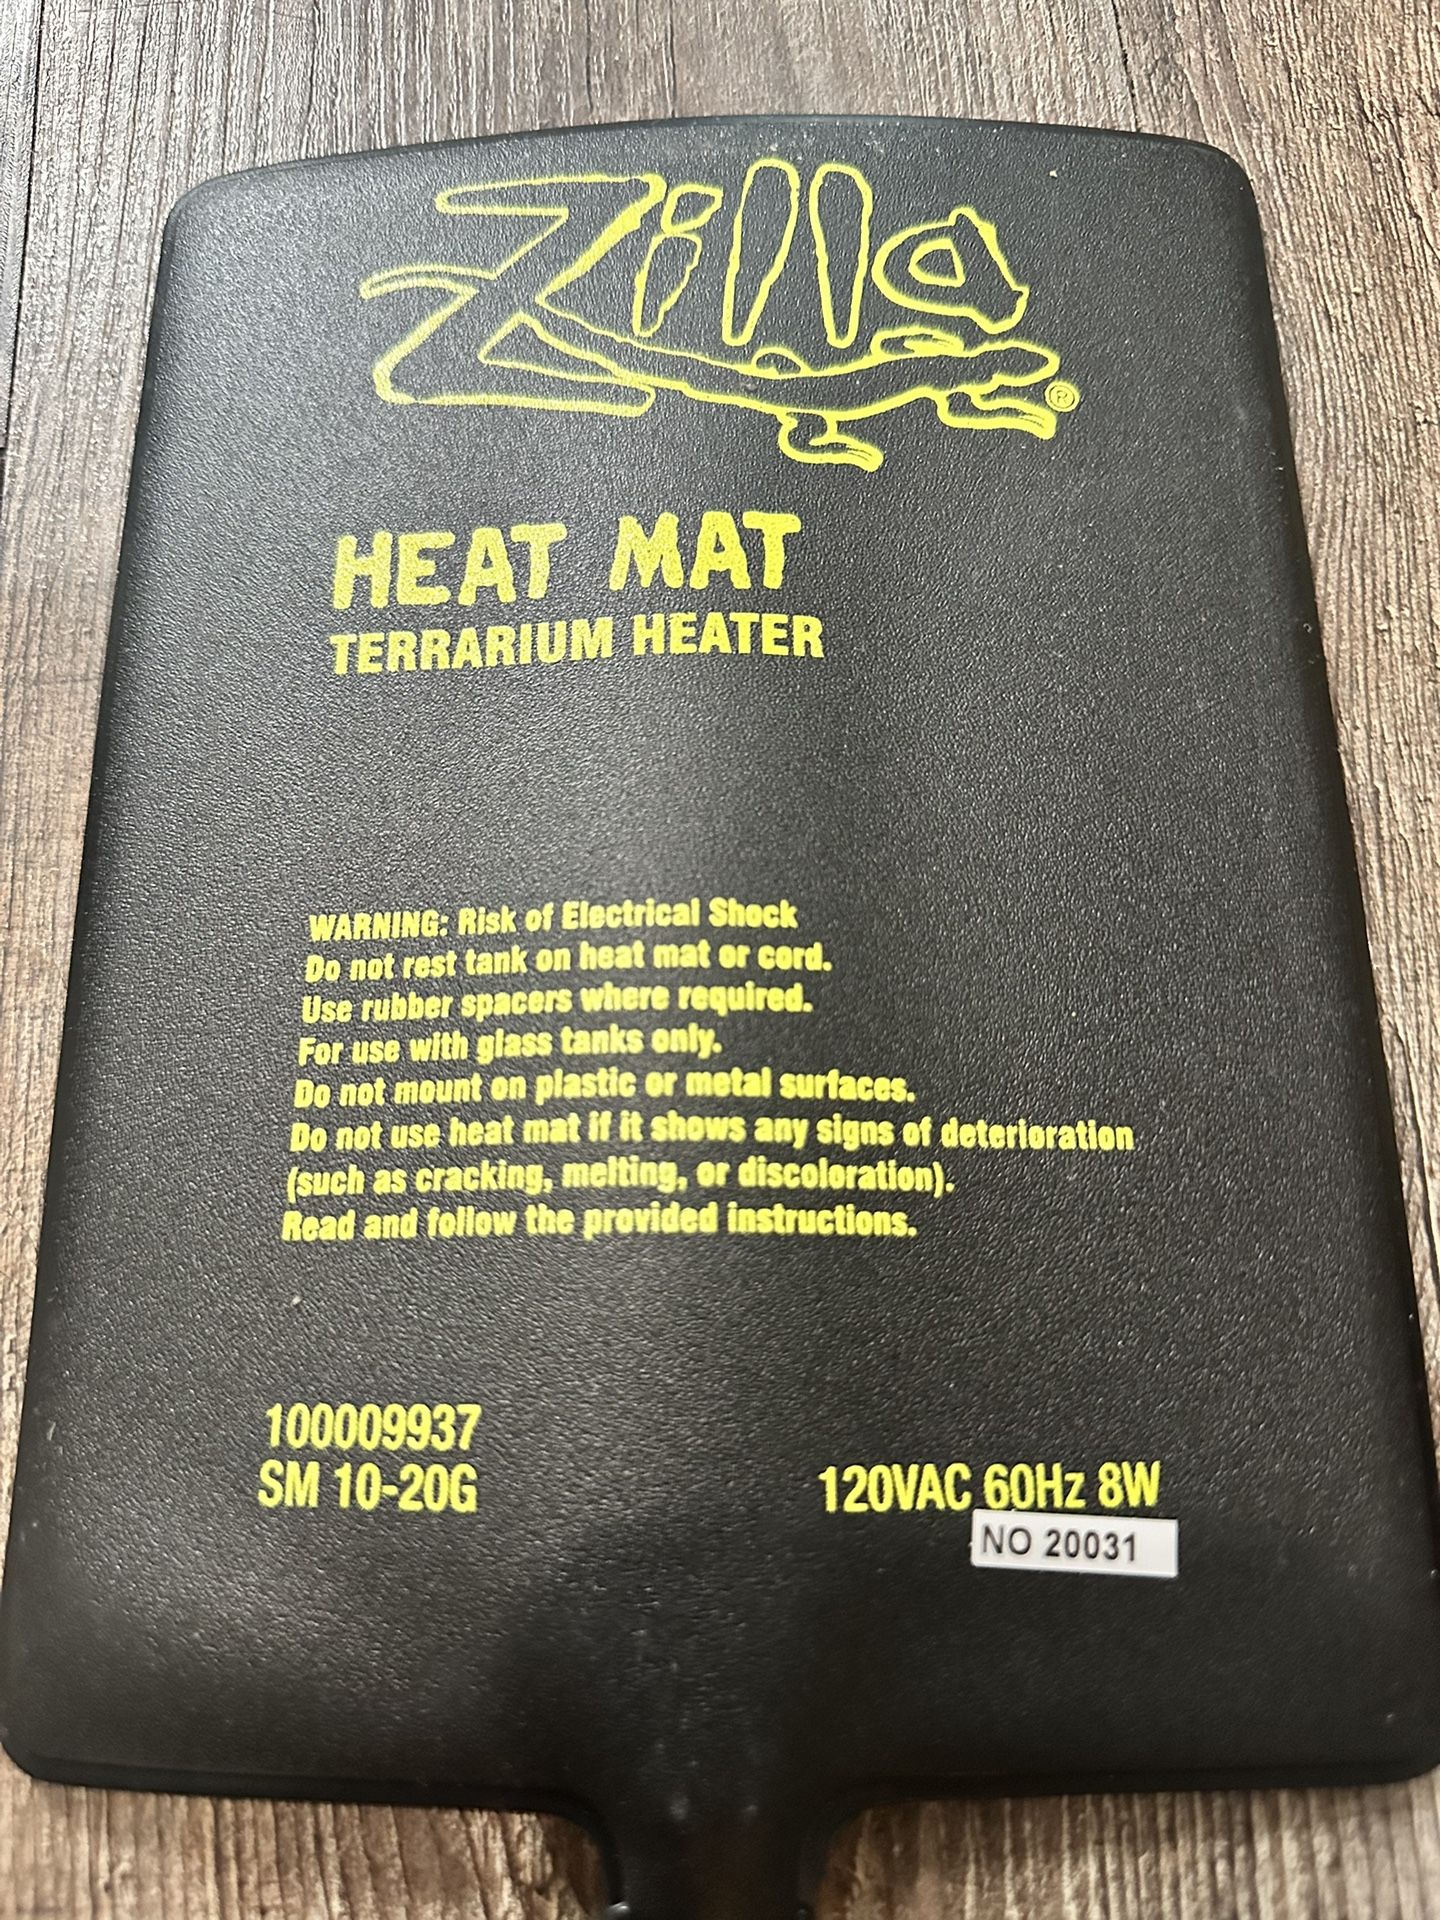 Zilla®
HEAT MAT
TERRARIUM HEATER
WARNING: Risk of Electrical Shock
Do not rest tank on heat mat or cord.
Use rubber spacers where required.
For use with glass tanks only.
Do not mount on plastic or metal surfaces.
Do not use heat mat if it shows any signs of deterioration
(such as cracking, melting, or discoloration).
Read and follow the provided instructions.
100009937
SM 10-20G
120VAC 60Hz 8W
NO 20031